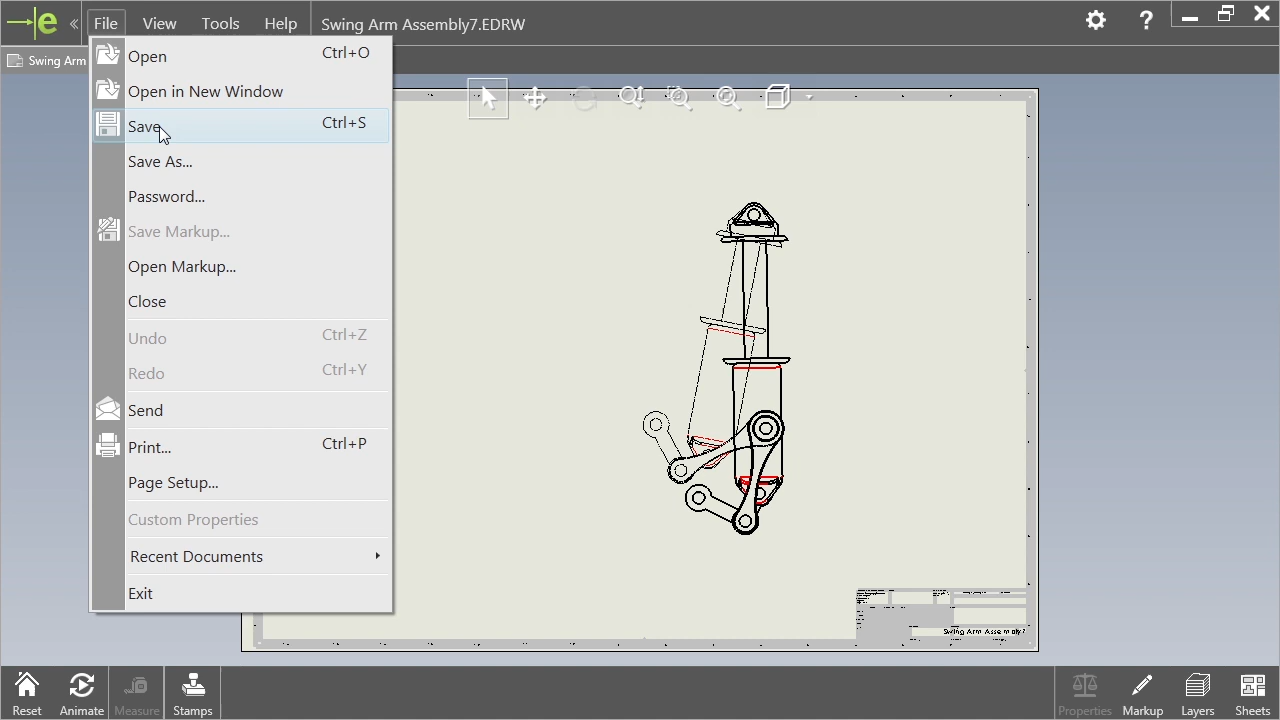 File View Tools Help Swing Arm Assembly7.EDRW
Swing Arm
Open Ctrl+O
Open in New Window
Save Ctrl+S
Save As...
Password...
Save Markup...
Open Markup...
Close
Undo Ctrl+Z
Redo Ctrl+Y
Send
Print... Ctrl+P
Page Setup...
Custom Properties
Recent Documents
Exit
Swing Arm Assembly7
Reset Animate Measure Stamps Properties Markup Layers Sheets